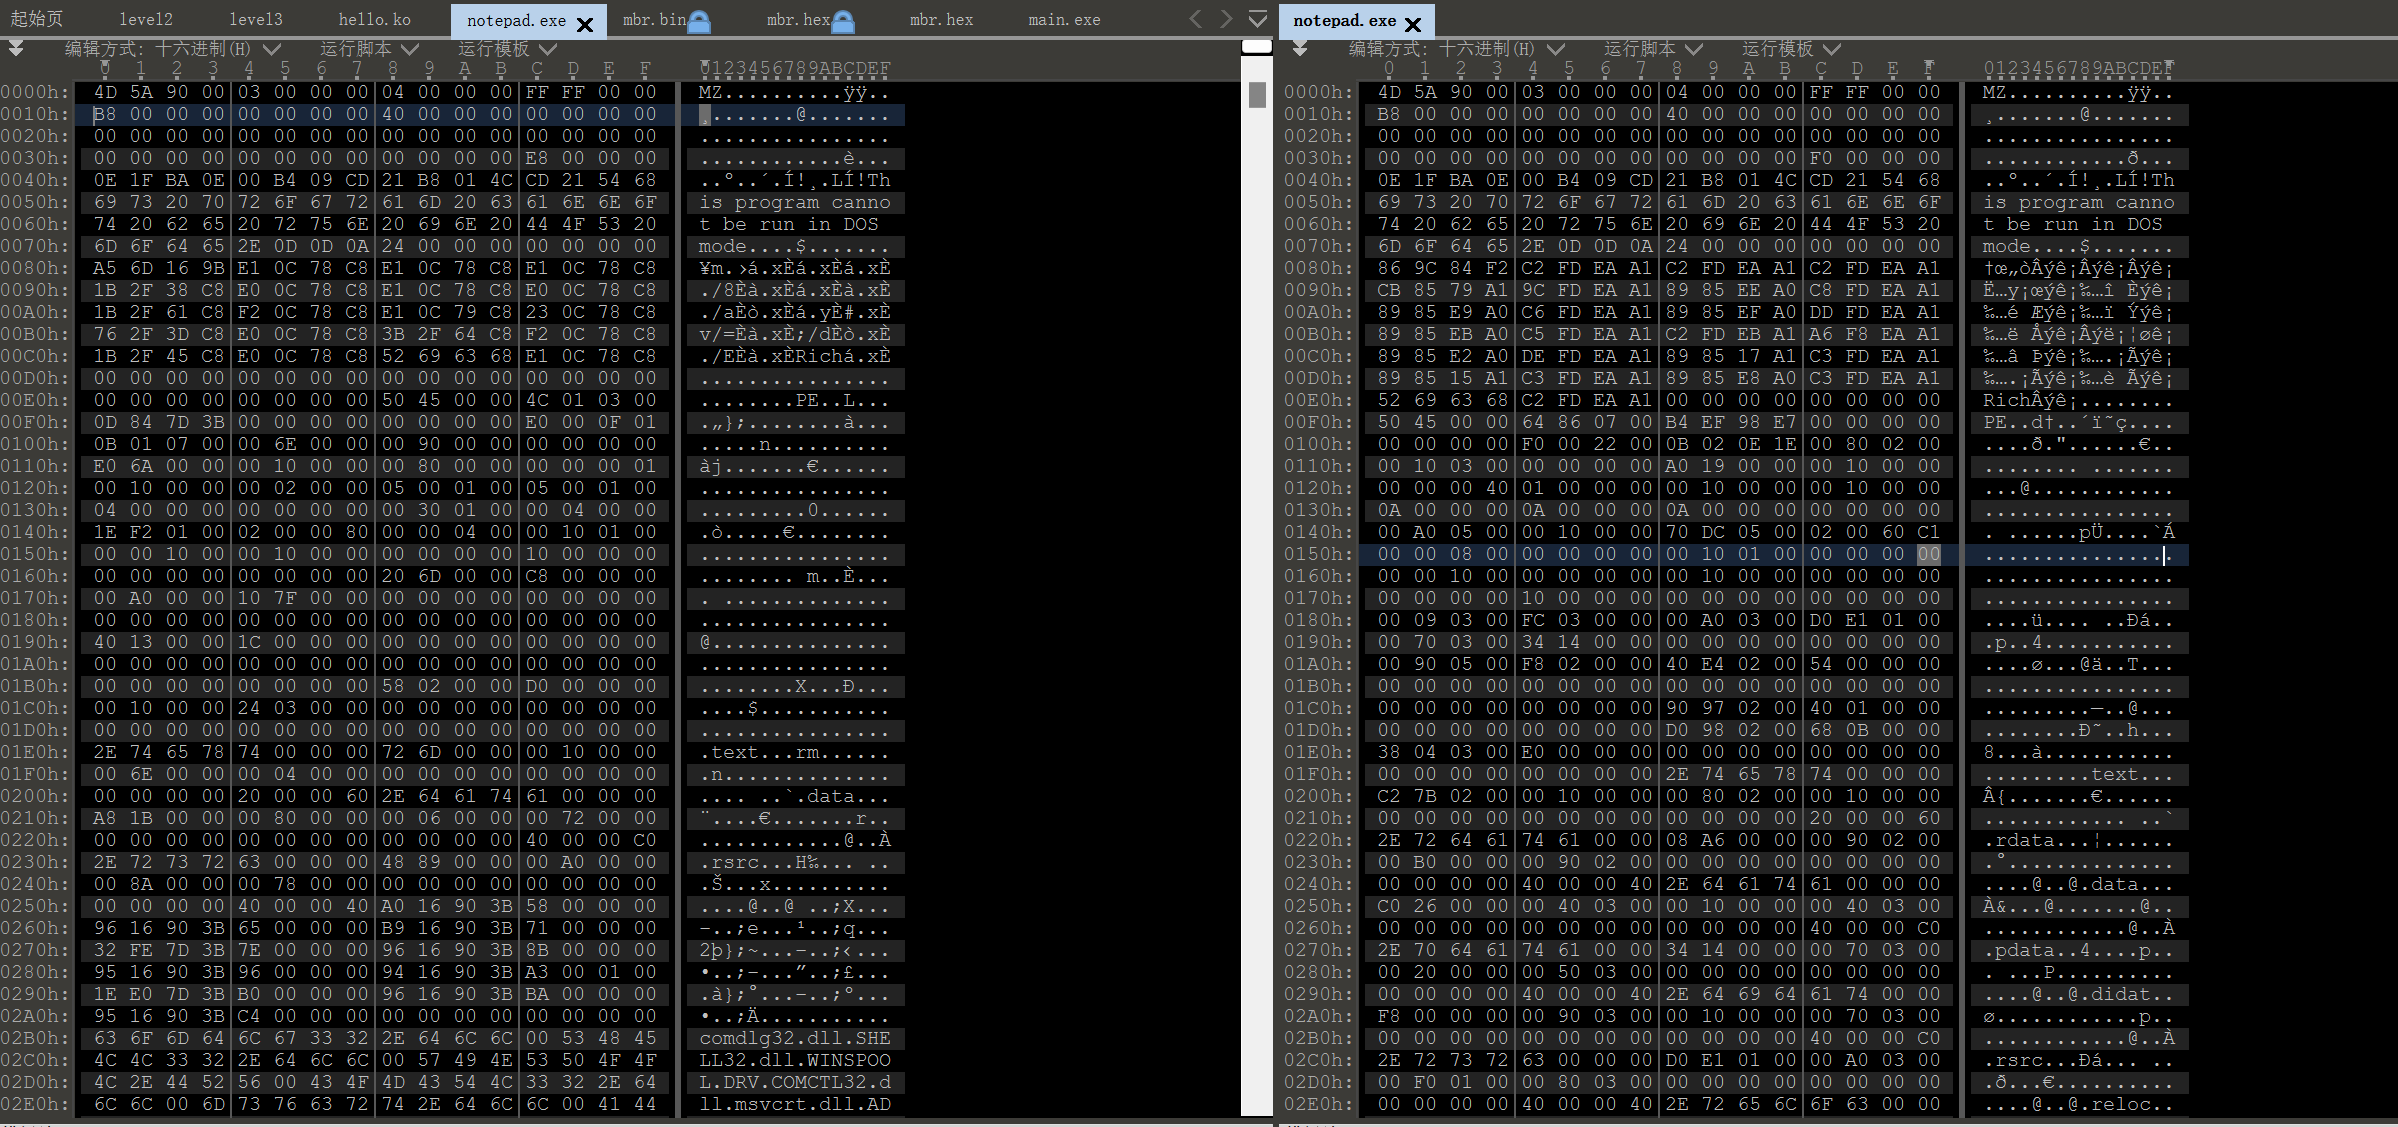 起始页 level2 level3 hello.ko notepad.exe mbr.bin mbr.hex mbr.hex main.exe
编辑方式: 十六进制(H) 运行脚本 运行模板
0 1 2 3 4 5 6 7 8 9 A B C D E F 0123456789ABCDEF
0000h: 4D 5A 90 00 03 00 00 00 04 00 00 00 FF FF 00 00 MZ..........ÿÿ..
0010h: B8 00 00 00 00 00 00 00 40 00 00 00 00 00 00 00 ¸.......@.......
0020h: 00 00 00 00 00 00 00 00 00 00 00 00 00 00 00 00 ................
0030h: 00 00 00 00 00 00 00 00 00 00 00 00 E8 00 00 00 ............è...
0040h: 0E 1F BA 0E 00 B4 09 CD 21 B8 01 4C CD 21 54 68 ..º..´.Í!¸.LÍ!Th
0050h: 69 73 20 70 72 6F 67 72 61 6D 20 63 61 6E 6E 6F is program canno
0060h: 74 20 62 65 20 72 75 6E 20 69 6E 20 44 4F 53 20 t be run in DOS
0070h: 6D 6F 64 65 2E 0D 0D 0A 24 00 00 00 00 00 00 00 mode....$.......
0080h: A5 6D 16 9B E1 0C 78 C8 E1 0C 78 C8 E1 0C 78 C8 ¥m.›á.xÈá.xÈá.xÈ
0090h: 1B 2F 38 C8 E0 0C 78 C8 E1 0C 78 C8 E0 0C 78 C8 ./8Èà.xÈá.xÈà.xÈ
00A0h: 1B 2F 61 C8 F2 0C 78 C8 E1 0C 79 C8 23 0C 78 C8 ./aÈò.xÈá.yÈ#.xÈ
00B0h: 76 2F 3D C8 E0 0C 78 C8 3B 2F 64 C8 F2 0C 78 C8 v/=Èà.xÈ;/dÈò.xÈ
00C0h: 1B 2F 45 C8 E0 0C 78 C8 52 69 63 68 E1 0C 78 C8 ./EÈà.xÈRichá.xÈ
00D0h: 00 00 00 00 00 00 00 00 00 00 00 00 00 00 00 00 ................
00E0h: 00 00 00 00 00 00 00 00 50 45 00 00 4C 01 03 00 ........PE..L...
00F0h: 0D 84 7D 3B 00 00 00 00 00 00 00 00 E0 00 0F 01 .„};........à...
0100h: 0B 01 07 00 00 6E 00 00 00 90 00 00 00 00 00 00 .....n..........
0110h: E0 6A 00 00 00 10 00 00 00 80 00 00 00 00 00 01 àj.......€......
0120h: 00 10 00 00 00 02 00 00 05 00 01 00 05 00 01 00 ................
0130h: 04 00 00 00 00 00 00 00 00 30 01 00 00 04 00 00 .........0......
0140h: 1E F2 01 00 02 00 00 80 00 00 04 00 00 10 01 00 .ò.....€........
0150h: 00 00 10 00 00 10 00 00 00 00 00 00 10 00 00 00 ................
0160h: 00 00 00 00 00 00 00 00 20 6D 00 00 C8 00 00 00 ........ m..È...
0170h: 00 A0 00 00 10 7F 00 00 00 00 00 00 00 00 00 00 . ..............
0180h: 00 00 00 00 00 00 00 00 00 00 00 00 00 00 00 00 ................
0190h: 40 13 00 00 1C 00 00 00 00 00 00 00 00 00 00 00 @...............
01A0h: 00 00 00 00 00 00 00 00 00 00 00 00 00 00 00 00 ................
01B0h: 00 00 00 00 00 00 00 00 58 02 00 00 D0 00 00 00 ........X...Ð...
01C0h: 00 10 00 00 24 03 00 00 00 00 00 00 00 00 00 00 ....$...........
01D0h: 00 00 00 00 00 00 00 00 00 00 00 00 00 00 00 00 ................
01E0h: 2E 74 65 78 74 00 00 00 72 6D 00 00 00 10 00 00 .text...rm......
01F0h: 00 6E 00 00 00 04 00 00 00 00 00 00 00 00 00 00 .n..............
0200h: 00 00 00 00 20 00 00 60 2E 64 61 74 61 00 00 00 .... ..`.data...
0210h: A8 1B 00 00 00 80 00 00 00 06 00 00 00 72 00 00 ¨....€.......r..
0220h: 00 00 00 00 00 00 00 00 00 00 00 00 40 00 00 C0 ............@..À
0230h: 2E 72 73 72 63 00 00 00 48 89 00 00 00 A0 00 00 .rsrc...H‰... ..
0240h: 00 8A 00 00 00 78 00 00 00 00 00 00 00 00 00 00 .Š...x..........
0250h: 00 00 00 00 40 00 00 40 A0 16 90 3B 58 00 00 00 ....@..@ ..;X...
0260h: 96 16 90 3B 65 00 00 00 B9 16 90 3B 71 00 00 00 –..;e...¹..;q...
0270h: 32 FE 7D 3B 7E 00 00 00 96 16 90 3B 8B 00 00 00 2þ};~...–..;‹...
0280h: 95 16 90 3B 96 00 00 00 94 16 90 3B A3 00 01 00 •..;–...”..;£...
0290h: 1E E0 7D 3B B0 00 00 00 96 16 90 3B BA 00 00 00 .à};°...–..;º...
02A0h: 95 16 90 3B C4 00 00 00 00 00 00 00 00 00 00 00 •..;Ä...........
02B0h: 63 6F 6D 64 6C 67 33 32 2E 64 6C 6C 00 53 48 45 comdlg32.dll.SHE
02C0h: 4C 4C 33 32 2E 64 6C 6C 00 57 49 4E 53 50 4F 4F LL32.dll.WINSPOO
02D0h: 4C 2E 44 52 56 00 43 4F 4D 43 54 4C 33 32 2E 64 L.DRV.COMCTL32.d
02E0h: 6C 6C 00 6D 73 76 63 72 74 2E 64 6C 6C 00 41 44 ll.msvcrt.dll.AD
notepad.exe
编辑方式: 十六进制(H) 运行脚本 运行模板
0 1 2 3 4 5 6 7 8 9 A B C D E F 0123456789ABCDEF
0000h: 4D 5A 90 00 03 00 00 00 04 00 00 00 FF FF 00 00 MZ..........ÿÿ..
0010h: B8 00 00 00 00 00 00 00 40 00 00 00 00 00 00 00 ¸.......@.......
0020h: 00 00 00 00 00 00 00 00 00 00 00 00 00 00 00 00 ................
0030h: 00 00 00 00 00 00 00 00 00 00 00 00 F0 00 00 00 ............ð...
0040h: 0E 1F BA 0E 00 B4 09 CD 21 B8 01 4C CD 21 54 68 ..º..´.Í!¸.LÍ!Th
0050h: 69 73 20 70 72 6F 67 72 61 6D 20 63 61 6E 6E 6F is program canno
0060h: 74 20 62 65 20 72 75 6E 20 69 6E 20 44 4F 53 20 t be run in DOS
0070h: 6D 6F 64 65 2E 0D 0D 0A 24 00 00 00 00 00 00 00 mode....$.......
0080h: 86 9C 84 F2 C2 FD EA A1 C2 FD EA A1 C2 FD EA A1 †œ„òÂýê¡Âýê¡Âýê¡
0090h: CB 85 79 A1 9C FD EA A1 89 85 EE A0 C8 FD EA A1 Ë…y¡œýê¡‰…î Èýê¡
00A0h: 89 85 E9 A0 C6 FD EA A1 89 85 EF A0 DD FD EA A1 ‰…é Æýê¡‰…ï Ýýê¡
00B0h: 89 85 EB A0 C5 FD EA A1 C2 FD EB A1 A6 F8 EA A1 ‰…ë Åýê¡Âýë¡¦øê¡
00C0h: 89 85 E2 A0 DE FD EA A1 89 85 17 A1 C3 FD EA A1 ‰…â Þýê¡‰….¡Ãýê¡
00D0h: 89 85 15 A1 C3 FD EA A1 89 85 E8 A0 C3 FD EA A1 ‰….¡Ãýê¡‰…è Ãýê¡
00E0h: 52 69 63 68 C2 FD EA A1 00 00 00 00 00 00 00 00 RichÂýê¡........
00F0h: 50 45 00 00 64 86 07 00 B4 EF 98 E7 00 00 00 00 PE..d†..´ï˜ç....
0100h: 00 00 00 00 F0 00 22 00 0B 02 0E 1E 00 80 02 00 ....ð."......€..
0110h: 00 10 03 00 00 00 00 00 A0 19 00 00 00 10 00 00 ........ .......
0120h: 00 00 00 40 01 00 00 00 00 10 00 00 00 10 00 00 ...@............
0130h: 0A 00 00 00 0A 00 00 00 0A 00 00 00 00 00 00 00 ................
0140h: 00 A0 05 00 00 10 00 00 70 DC 05 00 02 00 60 C1 . ......pÜ....`Á
0150h: 00 00 08 00 00 00 00 00 00 10 01 00 00 00 00 00 ................
0160h: 00 00 10 00 00 00 00 00 00 10 00 00 00 00 00 00 ................
0170h: 00 00 00 00 10 00 00 00 00 00 00 00 00 00 00 00 ................
0180h: 00 09 03 00 FC 03 00 00 00 A0 03 00 D0 E1 01 00 ....ü.... ..Ðá..
0190h: 00 70 03 00 34 14 00 00 00 00 00 00 00 00 00 00 .p..4...........
01A0h: 00 90 05 00 F8 02 00 00 40 E4 02 00 54 00 00 00 ....ø...@ä..T...
01B0h: 00 00 00 00 00 00 00 00 00 00 00 00 00 00 00 00 ................
01C0h: 00 00 00 00 00 00 00 00 90 97 02 00 40 01 00 00 .........—..@...
01D0h: 00 00 00 00 00 00 00 00 D0 98 02 00 68 0B 00 00 ........Ð˜..h...
01E0h: 38 04 03 00 E0 00 00 00 00 00 00 00 00 00 00 00 8...à...........
01F0h: 00 00 00 00 00 00 00 00 2E 74 65 78 74 00 00 00 .........text...
0200h: C2 7B 02 00 00 10 00 00 00 80 02 00 00 10 00 00 Â{.......€......
0210h: 00 00 00 00 00 00 00 00 00 00 00 00 20 00 00 60 ............ ..`
0220h: 2E 72 64 61 74 61 00 00 08 A6 00 00 00 90 02 00 .rdata...¦......
0230h: 00 B0 00 00 00 90 02 00 00 00 00 00 00 00 00 00 .°..............
0240h: 00 00 00 00 40 00 00 40 2E 64 61 74 61 00 00 00 ....@..@.data...
0250h: C0 26 00 00 00 40 03 00 00 10 00 00 00 40 03 00 À&...@.......@..
0260h: 00 00 00 00 00 00 00 00 00 00 00 00 40 00 00 C0 ............@..À
0270h: 2E 70 64 61 74 61 00 00 34 14 00 00 00 70 03 00 .pdata..4....p..
0280h: 00 20 00 00 00 50 03 00 00 00 00 00 00 00 00 00 . ...P..........
0290h: 00 00 00 00 40 00 00 40 2E 64 69 64 61 74 00 00 ....@..@.didat..
02A0h: F8 00 00 00 00 90 03 00 00 10 00 00 00 70 03 00 ø............p..
02B0h: 00 00 00 00 00 00 00 00 00 00 00 00 40 00 00 C0 ............@..À
02C0h: 2E 72 73 72 63 00 00 00 D0 E1 01 00 00 A0 03 00 .rsrc...Ðá... ..
02D0h: 00 F0 01 00 00 80 03 00 00 00 00 00 00 00 00 00 .ð...€..........
02E0h: 00 00 00 00 40 00 00 40 2E 72 65 6C 6F 63 00 00 ....@..@.reloc..